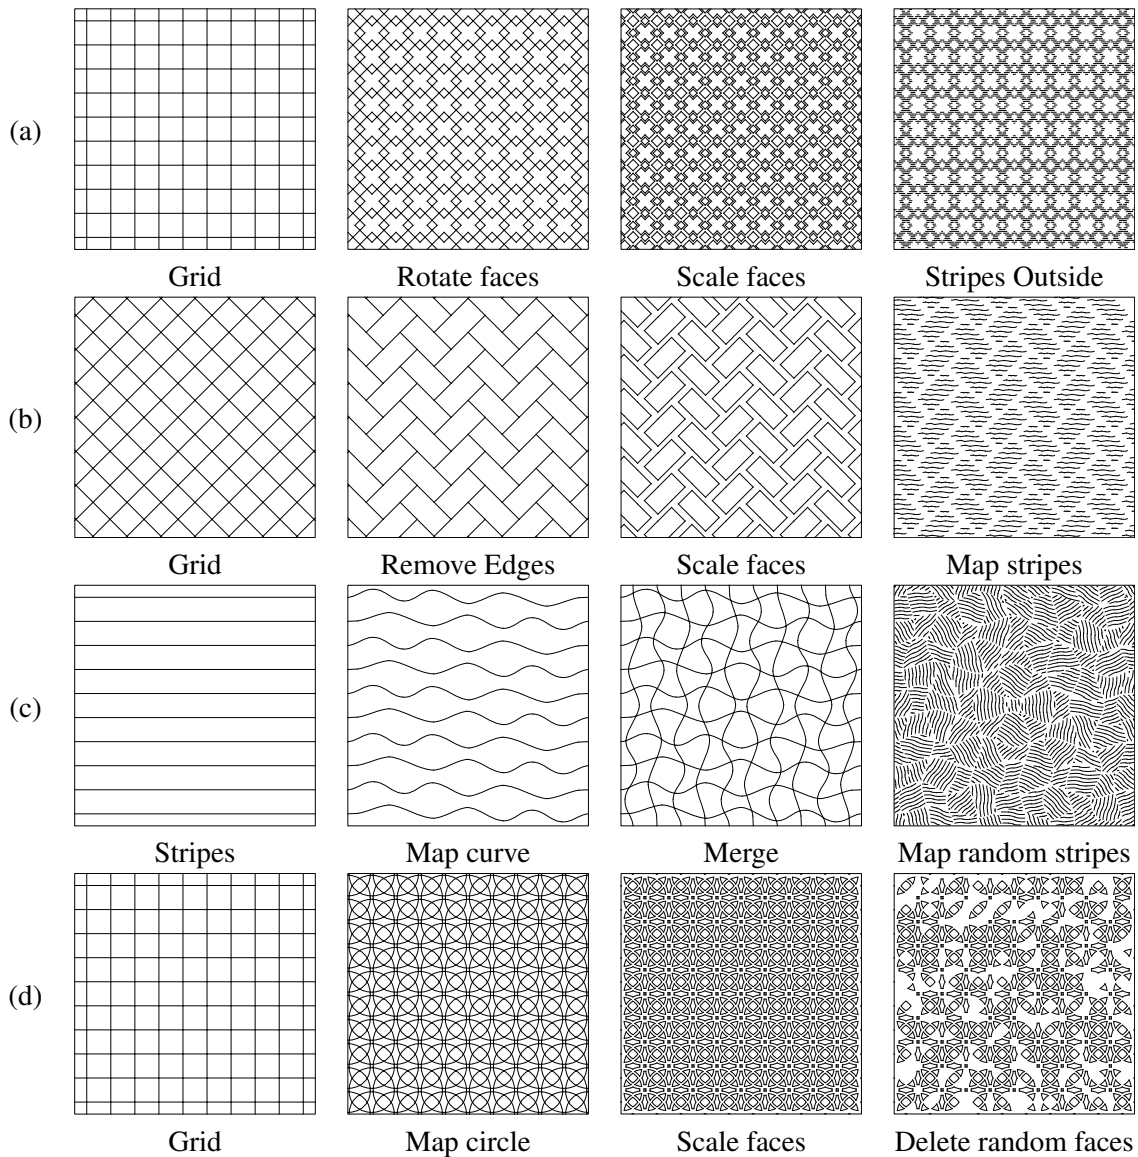 (a)
Grid Rotate faces Scale faces Stripes Outside
(b)
Grid Remove Edges Scale faces Map stripes
(c)
Stripes Map curve Merge Map random stripes
(d)
Grid Map circle Scale faces Delete random faces